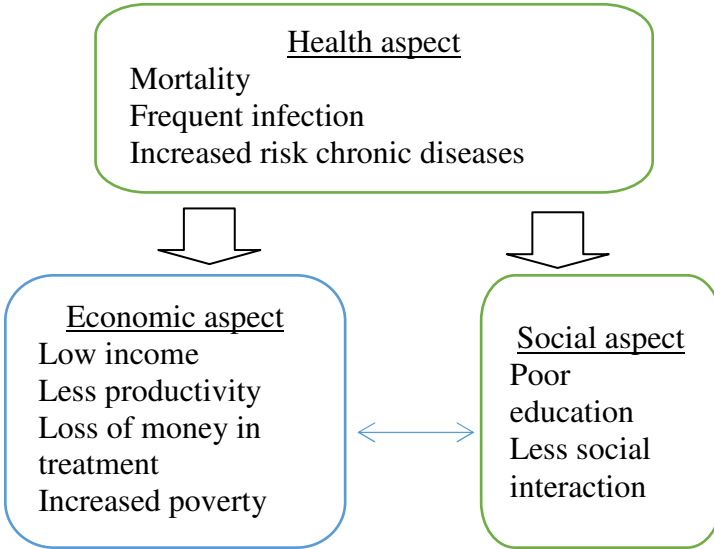 Health aspect
Mortality
Frequent infection
Increased risk chronic diseases
Economic aspect
Low income
Less productivity
Loss of money in
treatment
Increased poverty
Social aspect
Poor
education
Less social
interaction